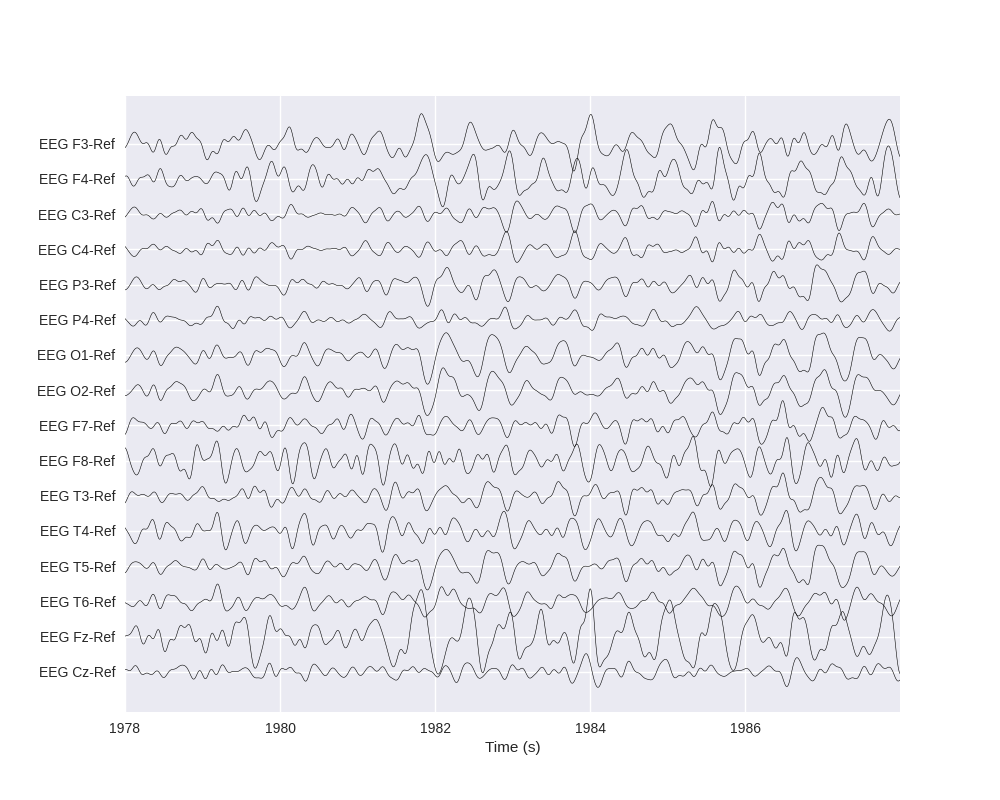 EEG F3-Ref
EEG F4-Ref
EEG C3-Ref
EEG C4-Ref
EEG P3-Ref
EEG P4-Ref
EEG O1-Ref
EEG O2-Ref
EEG F7-Ref
EEG F8-Ref
EEG T3-Ref
EEG T4-Ref
EEG T5-Ref
EEG T6-Ref
EEG Fz-Ref
EEG Cz-Ref
1978 1980 1982 1984 1986
Time (s)